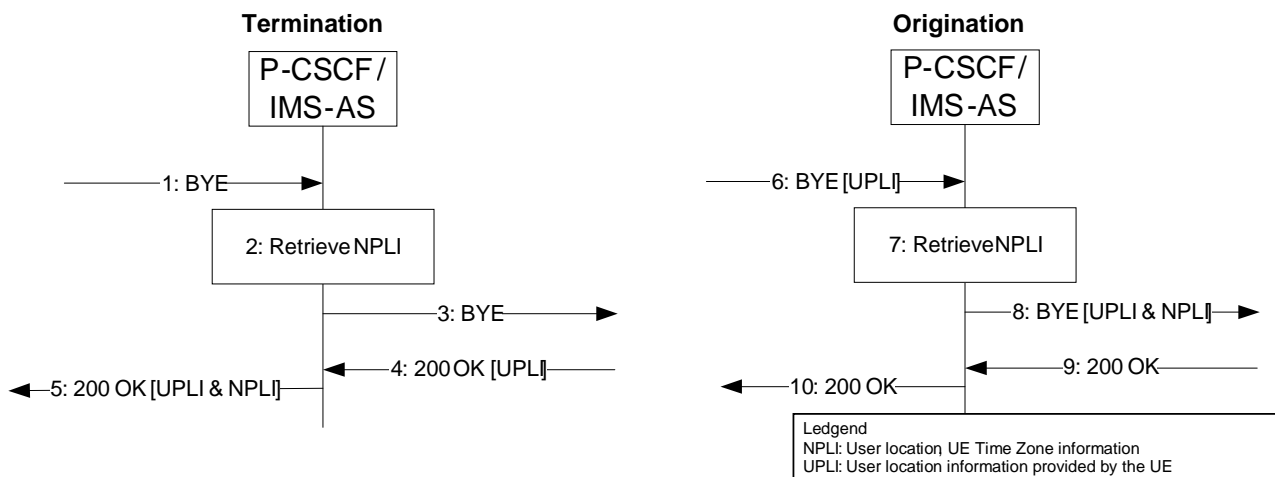 Termination
P-CSCF/
IMS-AS
1: BYE
2: Retrieve NPLI
3: BYE
4: 200 OK [UPLI]
5: 200 OK [UPLI & NPLI]
Origination
P-CSCF/
IMS-AS
6: BYE [UPLI]
7: Retrieve NPLI
8: BYE [UPLI & NPLI]
9: 200 OK
10: 200 OK
Ledgend
NPLI: User location, UE Time Zone information
UPLI: User location information provided by the UE